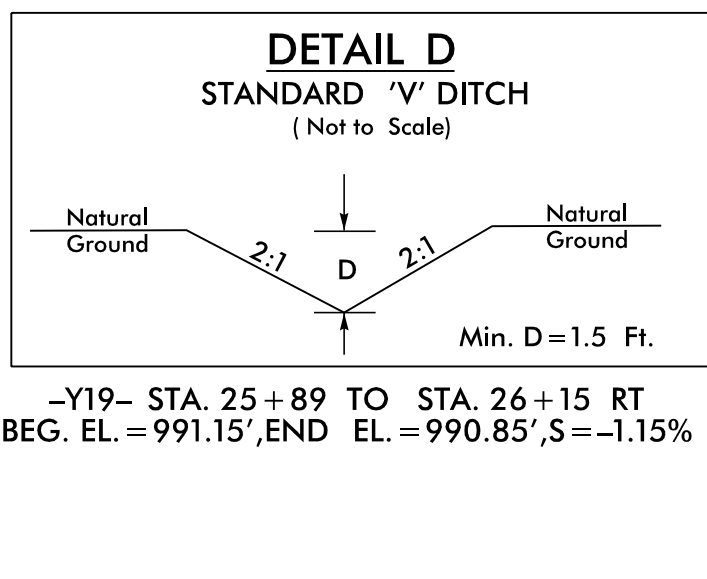 DETAIL D
STANDARD 'V' DITCH
( Not to Scale)
Natural
Ground
2:1
D
2:1
Natural
Ground
Min. D=1.5 Ft.
–Y19– STA. 25+89 TO STA. 26+15 RT
BEG. EL.=991.15',END EL.=990.85',S=–1.15%